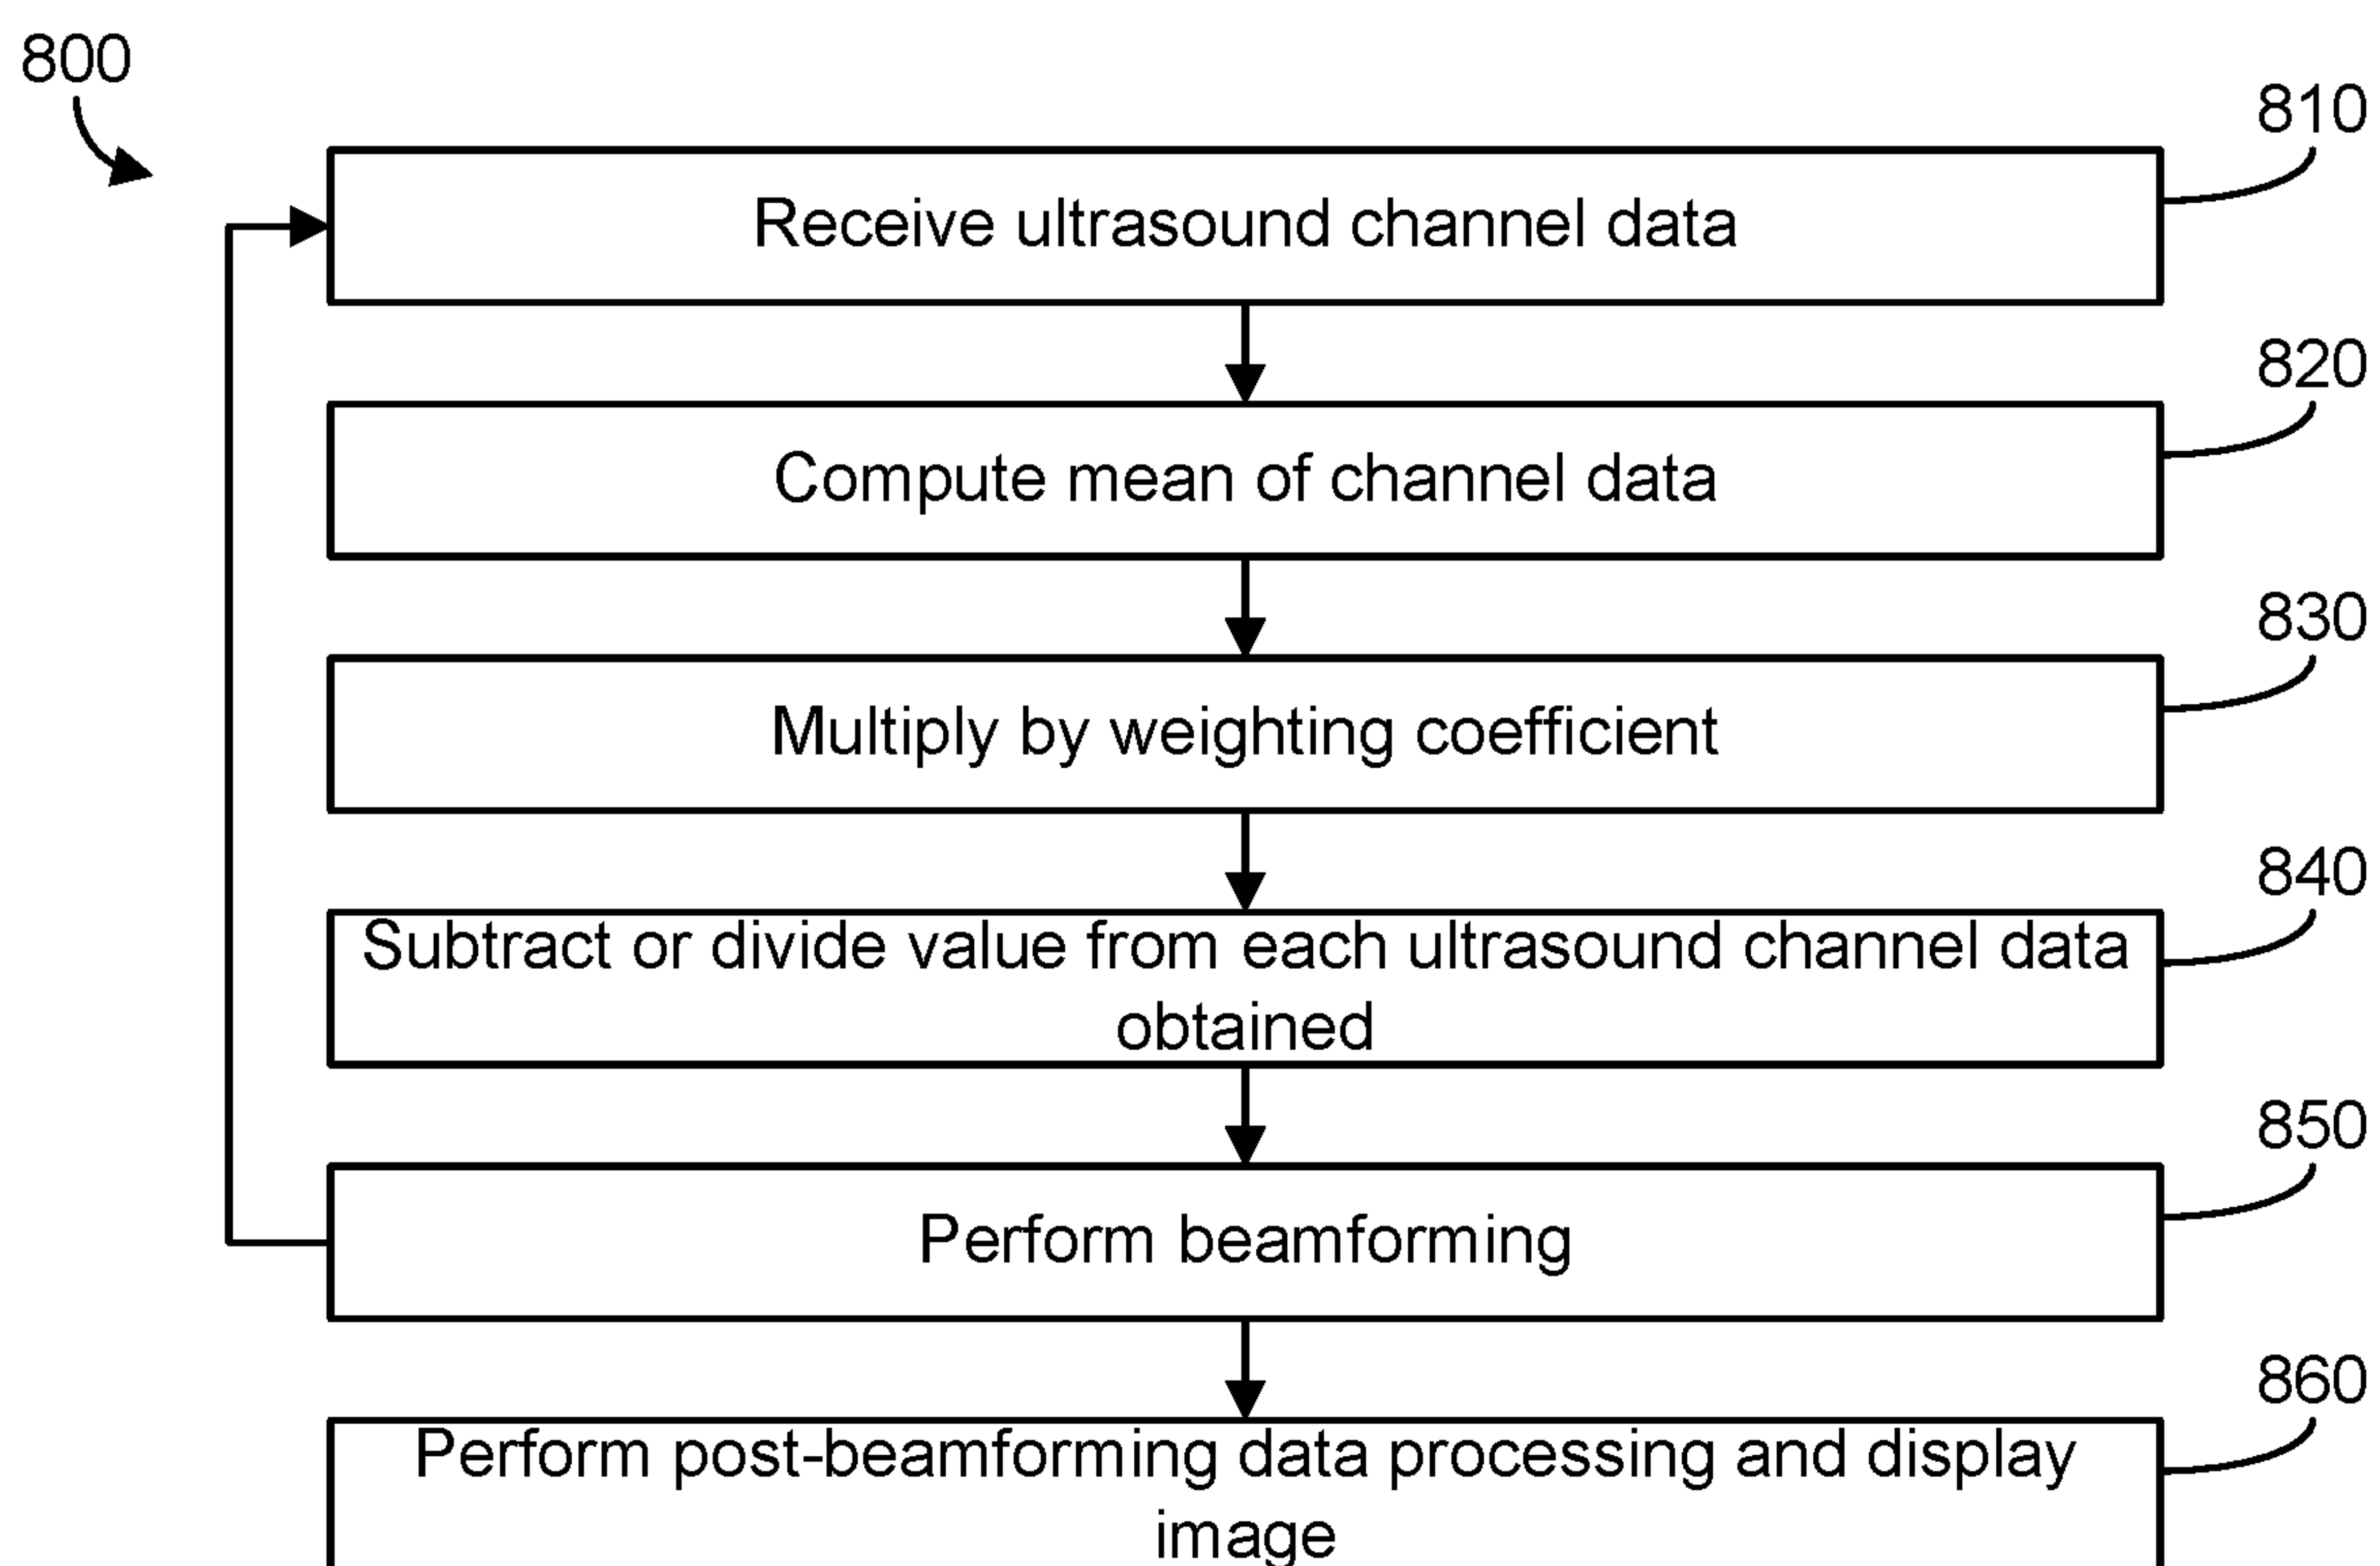 800
810
Receive ultrasound channel data
820
Compute mean of channel data
830
Multiply by weighting coefficient
840
Subtract or divide value from each ultrasound channel data
obtained
850
Perform beamforming
860
Perform post-beamforming data processing and display
image